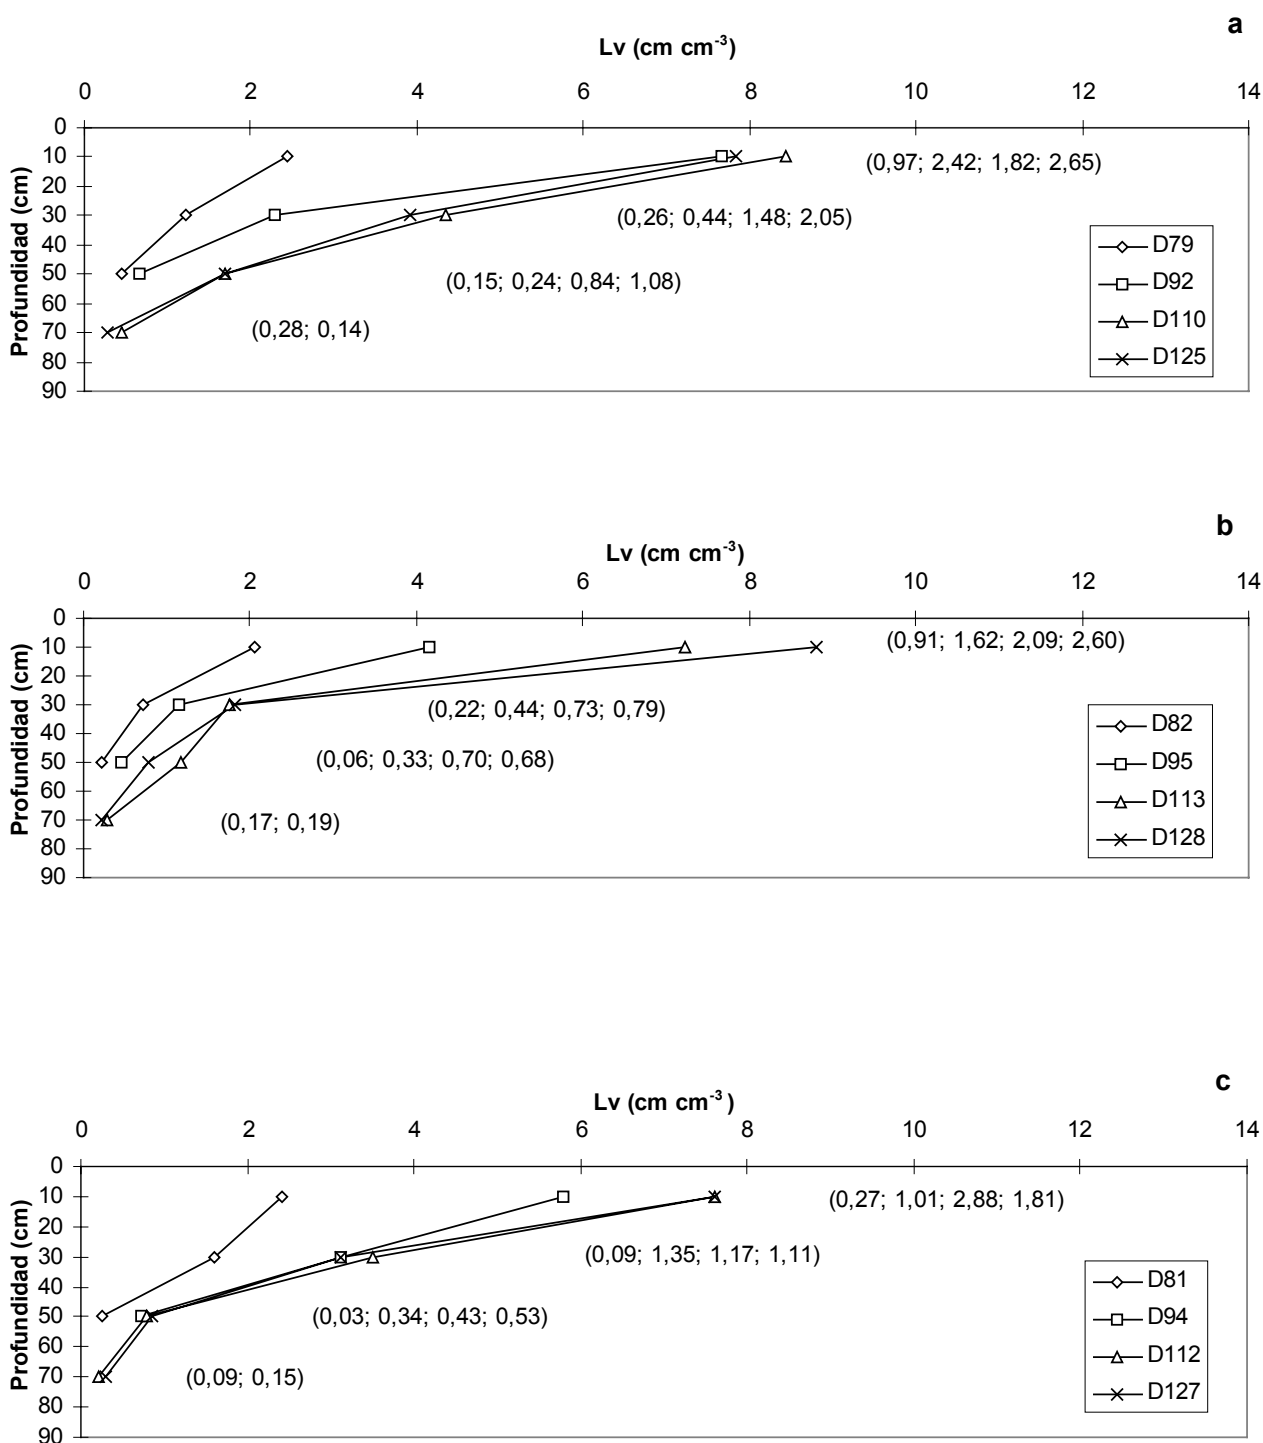 a
Lv (cm cm-3)
0 2 4 6 8 10 12 14
0
10
(0,97; 2,42; 1,82; 2,65)
20
30
(0,26; 0,44; 1,48; 2,05)
40
50
(0,15; 0,24; 0,84; 1,08)
60
70
(0,28; 0,14)
80
90
Profundidad (cm)
D79
D92
D110
D125
b
Lv (cm cm-3)
0 2 4 6 8 10 12 14
0
10
(0,91; 1,62; 2,09; 2,60)
20
30
(0,22; 0,44; 0,73; 0,79)
40
50
(0,06; 0,33; 0,70; 0,68)
60
70
(0,17; 0,19)
80
90
Profundidad (cm)
D82
D95
D113
D128
c
Lv (cm cm-3 )
0 2 4 6 8 10 12 14
0
10
(0,27; 1,01; 2,88; 1,81)
20
30
(0,09; 1,35; 1,17; 1,11)
40
50
(0,03; 0,34; 0,43; 0,53)
60
70
(0,09; 0,15)
80
90
Profundidad (cm)
D81
D94
D112
D127